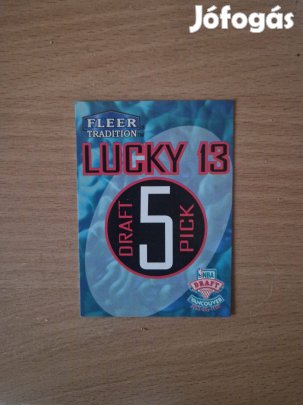 Jófogás
FLEER
TRADITION
LUCKY 13
DRAFT
5
PICK
NBA
DRAFT
VANCOUVER